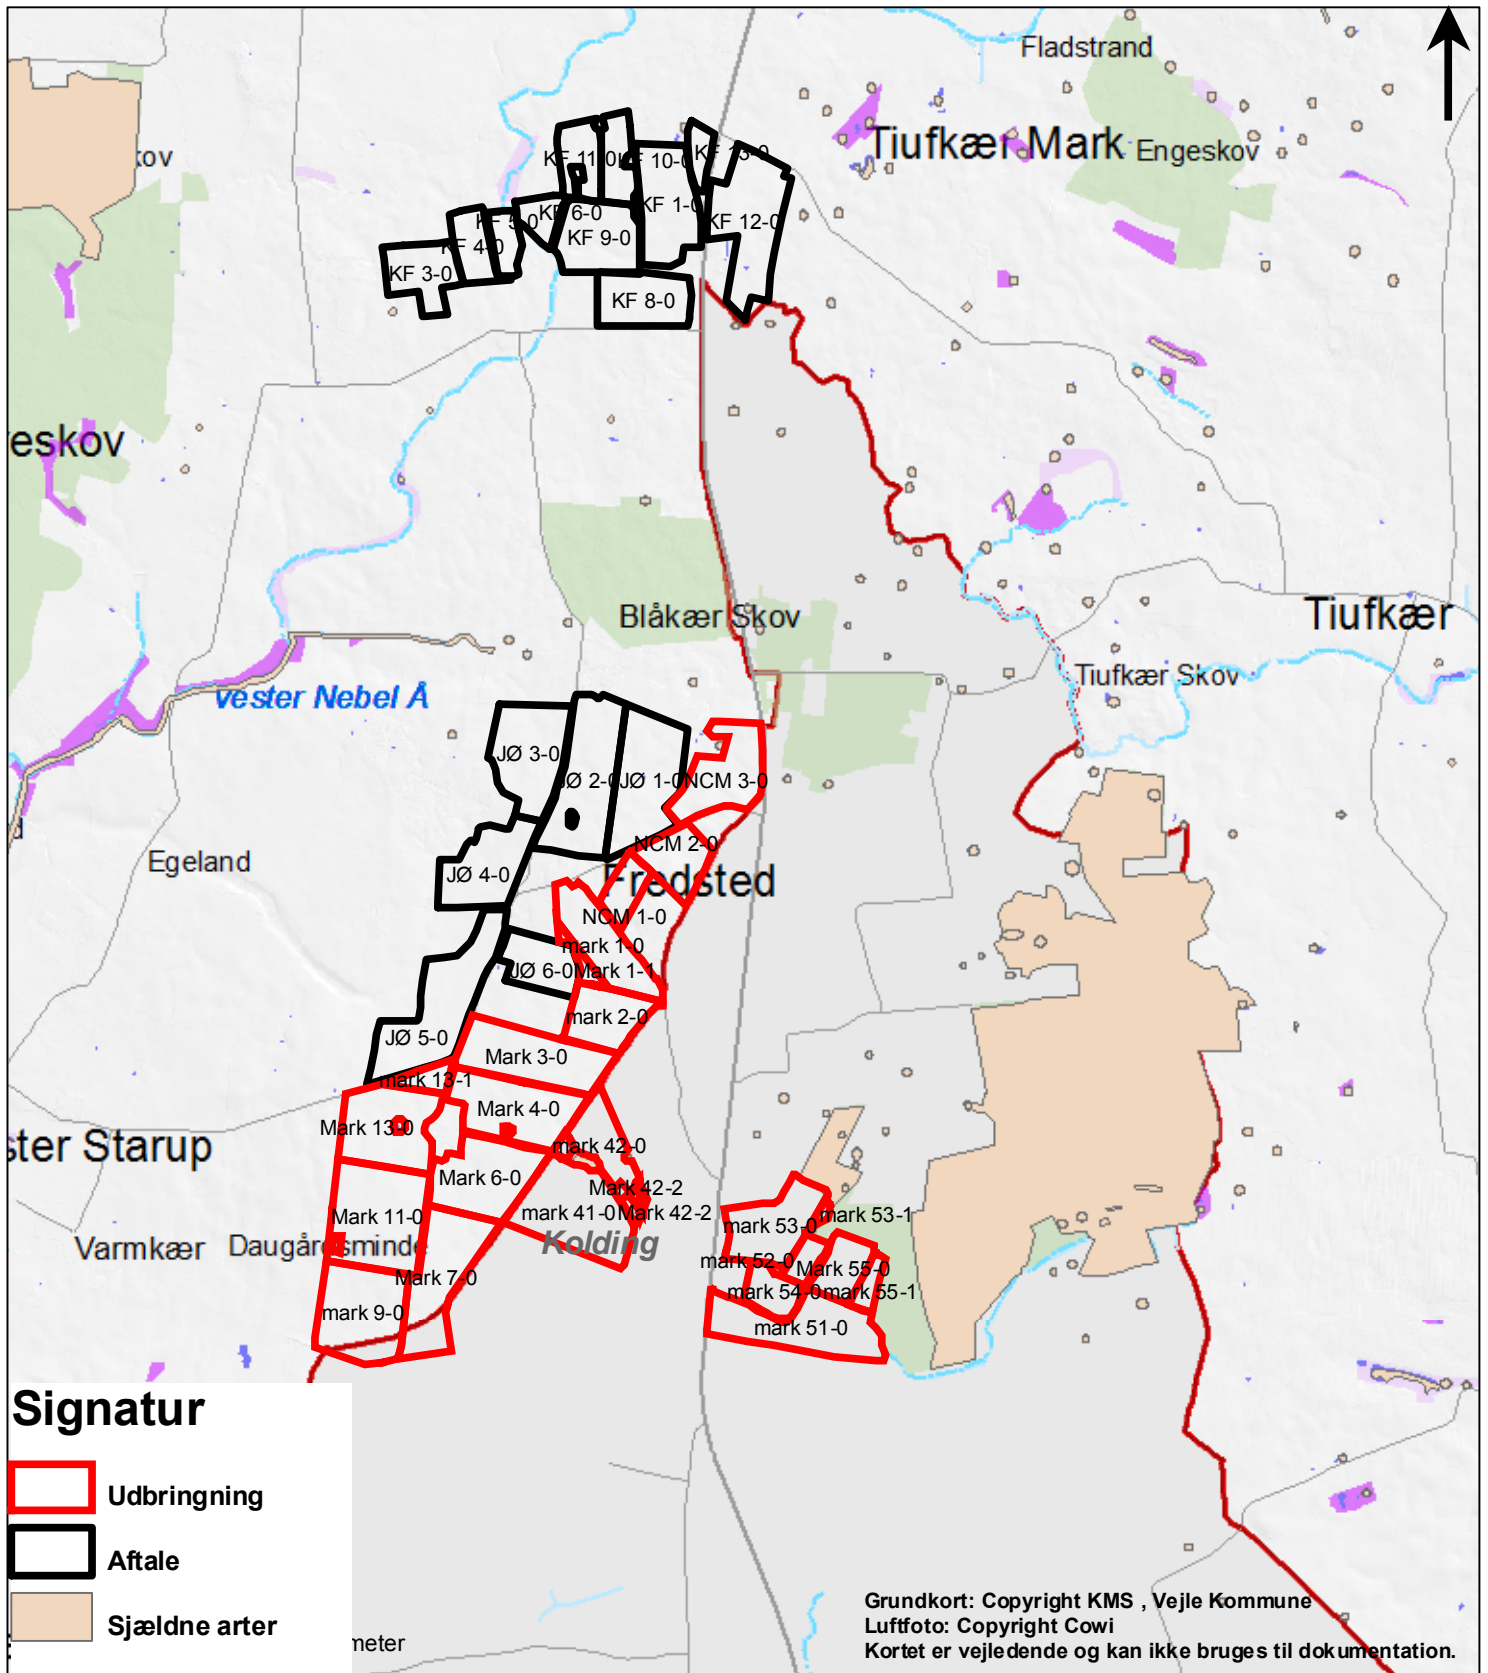 Fladstrand
Tiufkær Mark
Engeskov
kov
KF 11-0
KF 10-0
KF 13-0
KF 1-0
KF 12-0
KF 6-0
KF 5-0
KF 9-0
KF 4-0
KF 3-0
KF 8-0
eskov
Blåkær Skov
Tiufkær
Tiufkær Skov
Vester Nebel Å
JØ 3-0
JØ 2-0
JØ 1-0
NCM 3-0
NCM 2-0
Egeland
JØ 4-0
Fredsted
NCM 1-0
mark 1-0
JØ 6-0
Mark 1-1
mark 2-0
JØ 5-0
Mark 3-0
mark 13-1
Mark 4-0
Mark 13-0
mark 42-0
ster Starup
Mark 6-0
Mark 42-2
mark 41-0
Mark 42-2
Mark 11-0
mark 53-0
mark 53-1
Varmkær
Daugårdsminde
Kolding
mark 52-0
Mark 55-0
Mark 7-0
mark 54-0
mark 55-1
mark 9-0
mark 51-0
Signatur
Udbringning
Aftale
Sjældne arter
meter
Grundkort: Copyright KMS , Vejle Kommune
Luftfoto: Copyright Cowi
Kortet er vejledende og kan ikke bruges til dokumentation.